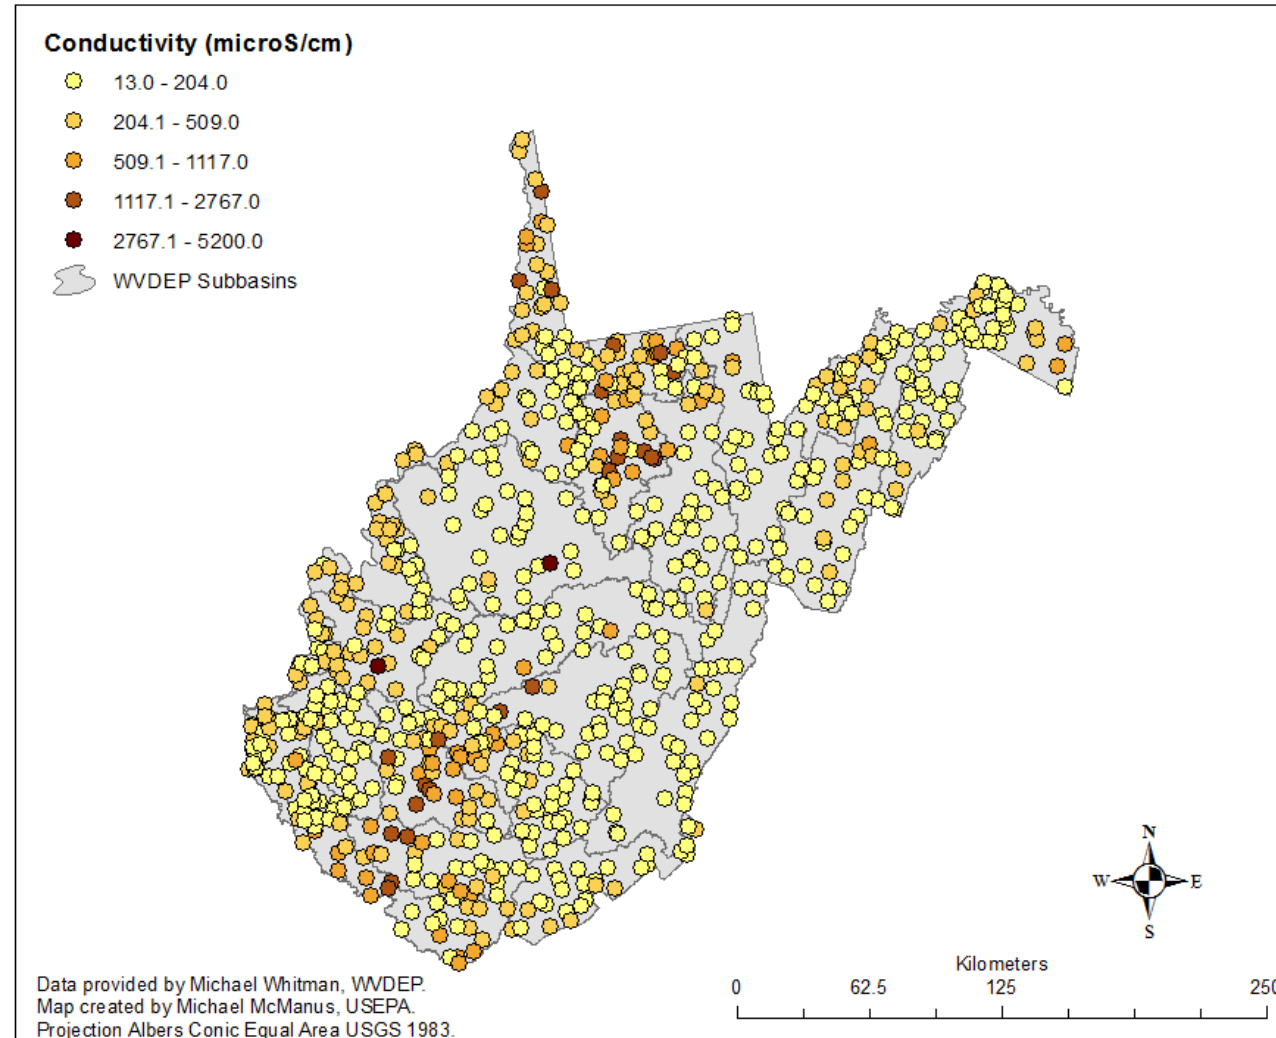 Conductivity (microS/cm)
13.0 - 204.0
204.1 - 509.0
509.1 - 1117.0
1117.1 - 2767.0
2767.1 - 5200.0
WVDEP Subbasins
N
W E
S
Kilometers
0 62.5 125 250
Data provided by Michael Whitman, WVDEP.
Map created by Michael McManus, USEPA.
Projection Albers Conic Equal Area USGS 1983.